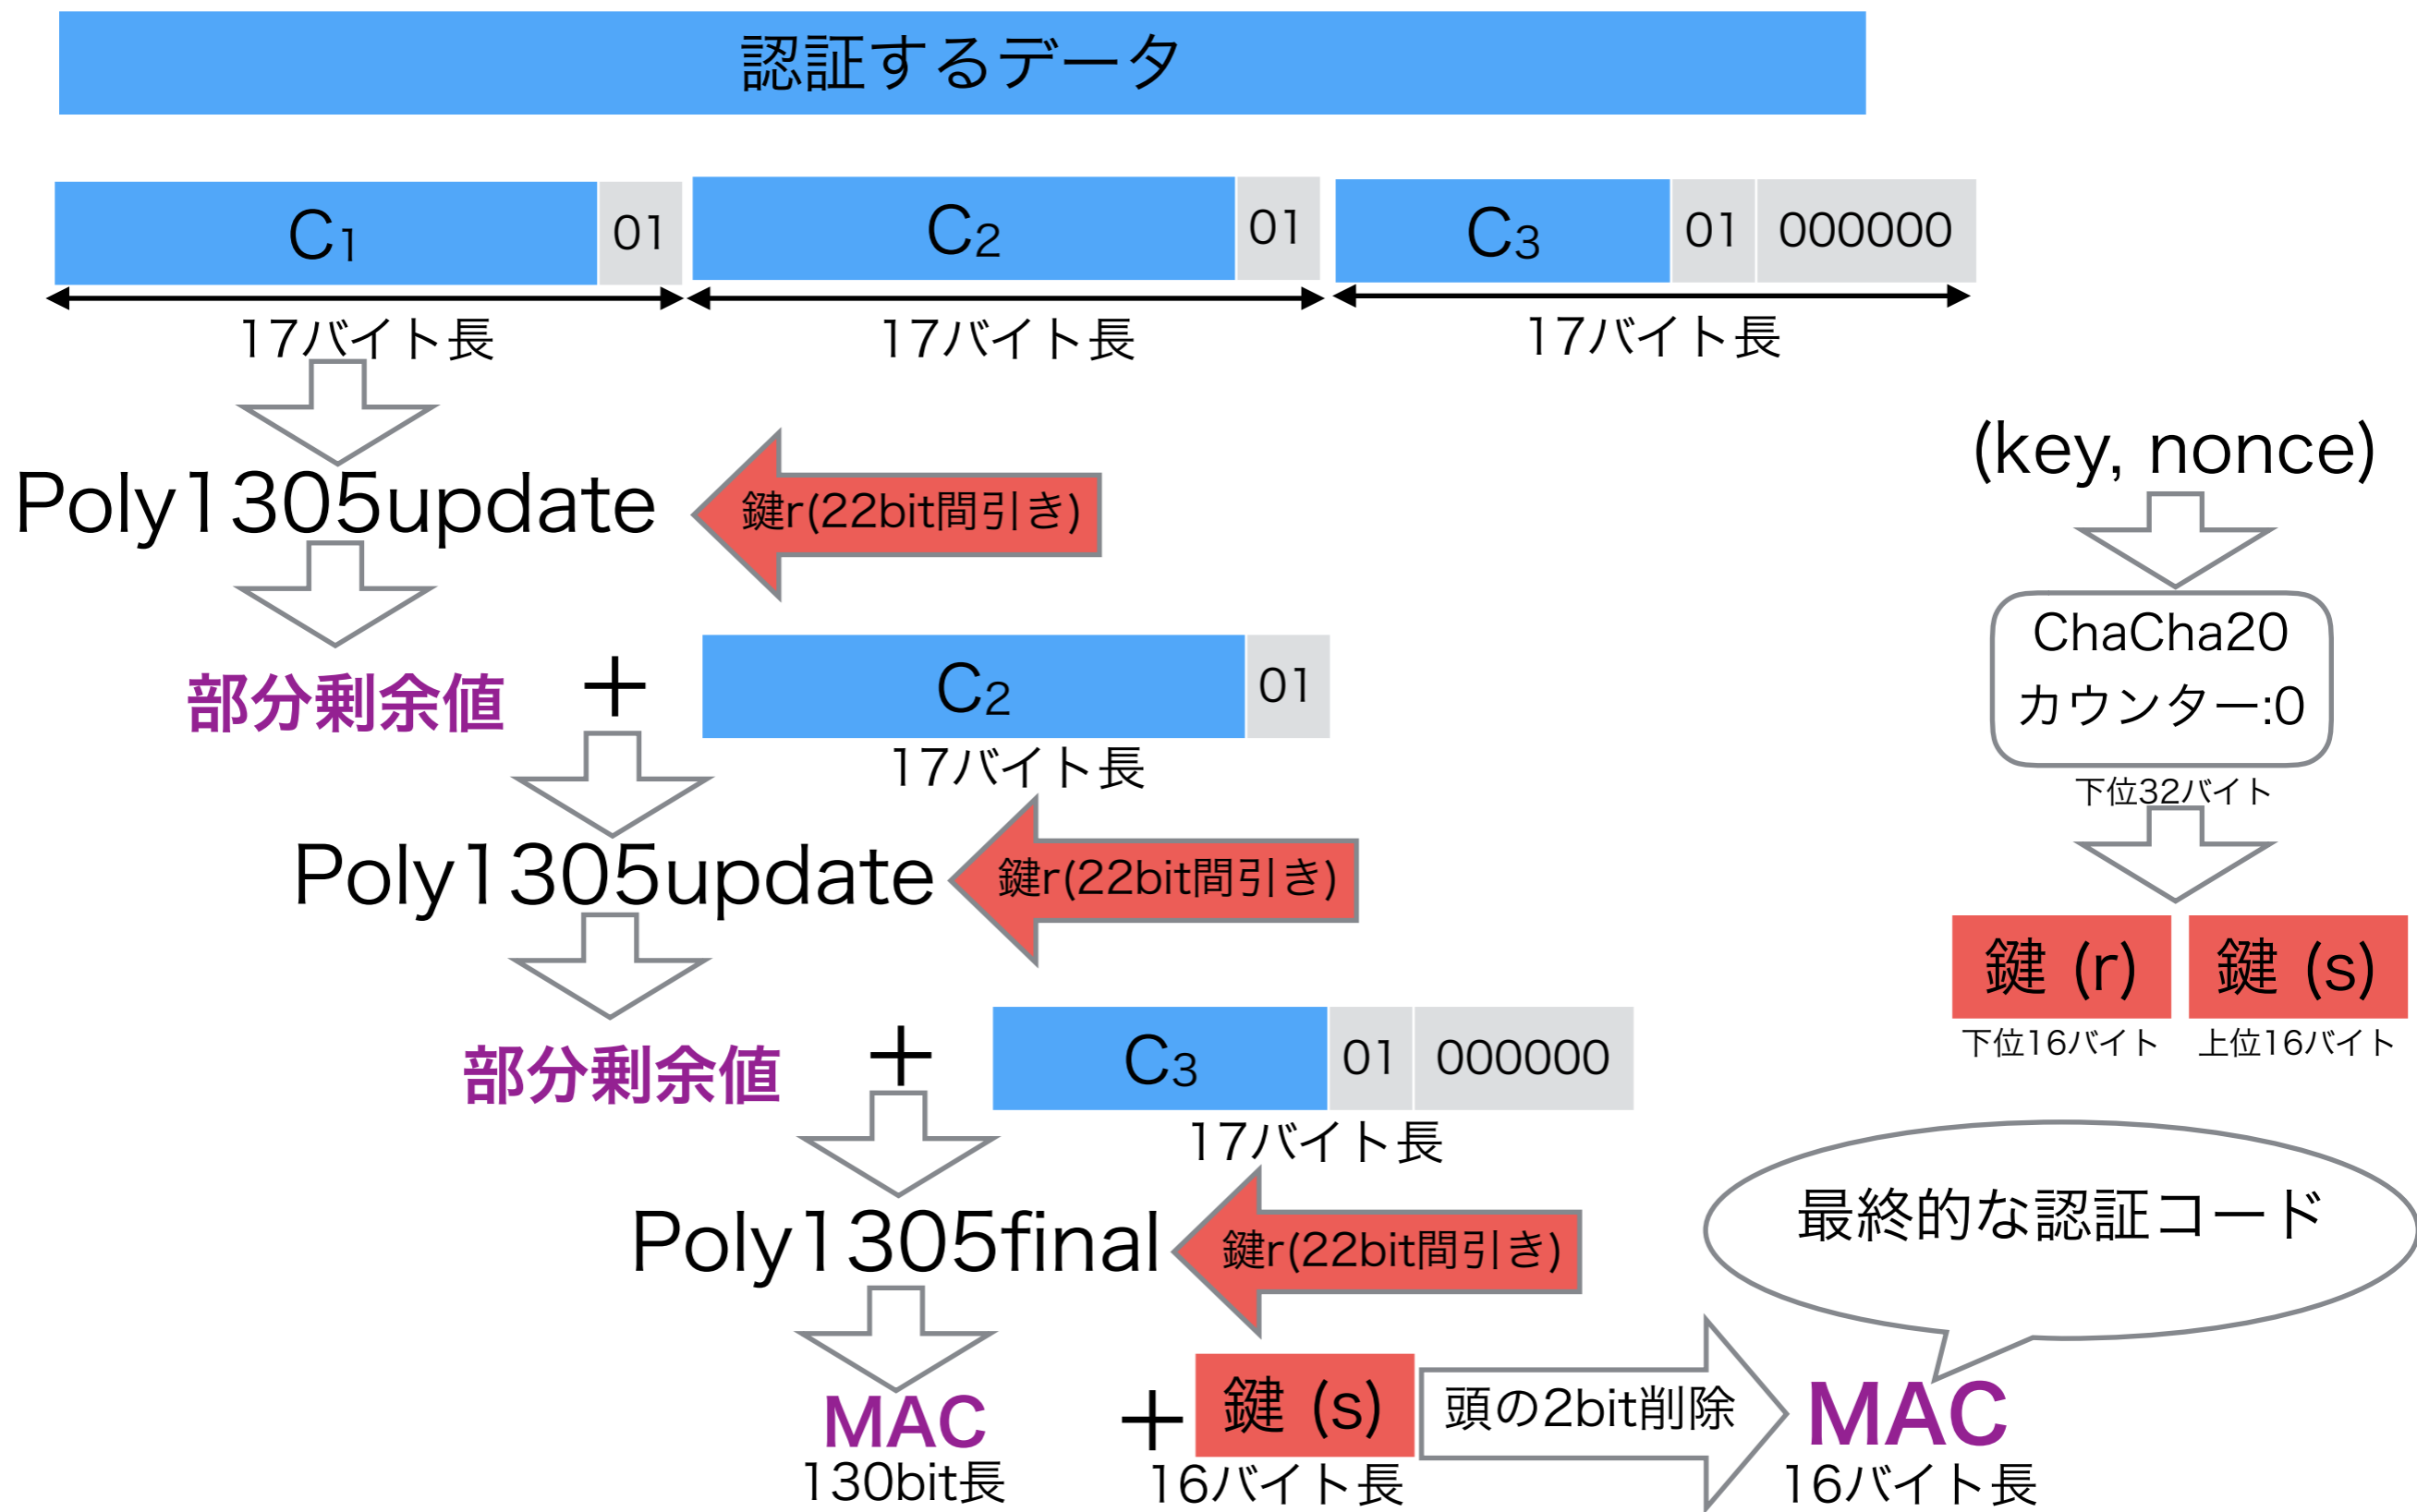 認証するデータ
C1 01 C2 01 C3 01 000000
17バイト長 17バイト長 17バイト長
(key, nonce)
Poly1305update 鍵r(22bit間引き)
ChaCha20
カウンター:0
部分剰余値 + C2 01
17バイト長
下位32バイト
Poly1305update 鍵r(22bit間引き)
鍵 (r) 鍵 (s)
下位16バイト 上位16バイト
部分剰余値 + C3 01 000000
17バイト長
Poly1305final 鍵r(22bit間引き)
最終的な認証コード
MAC + 鍵 (s) 頭の2bit削除 MAC
130bit長 16バイト長 16バイト長